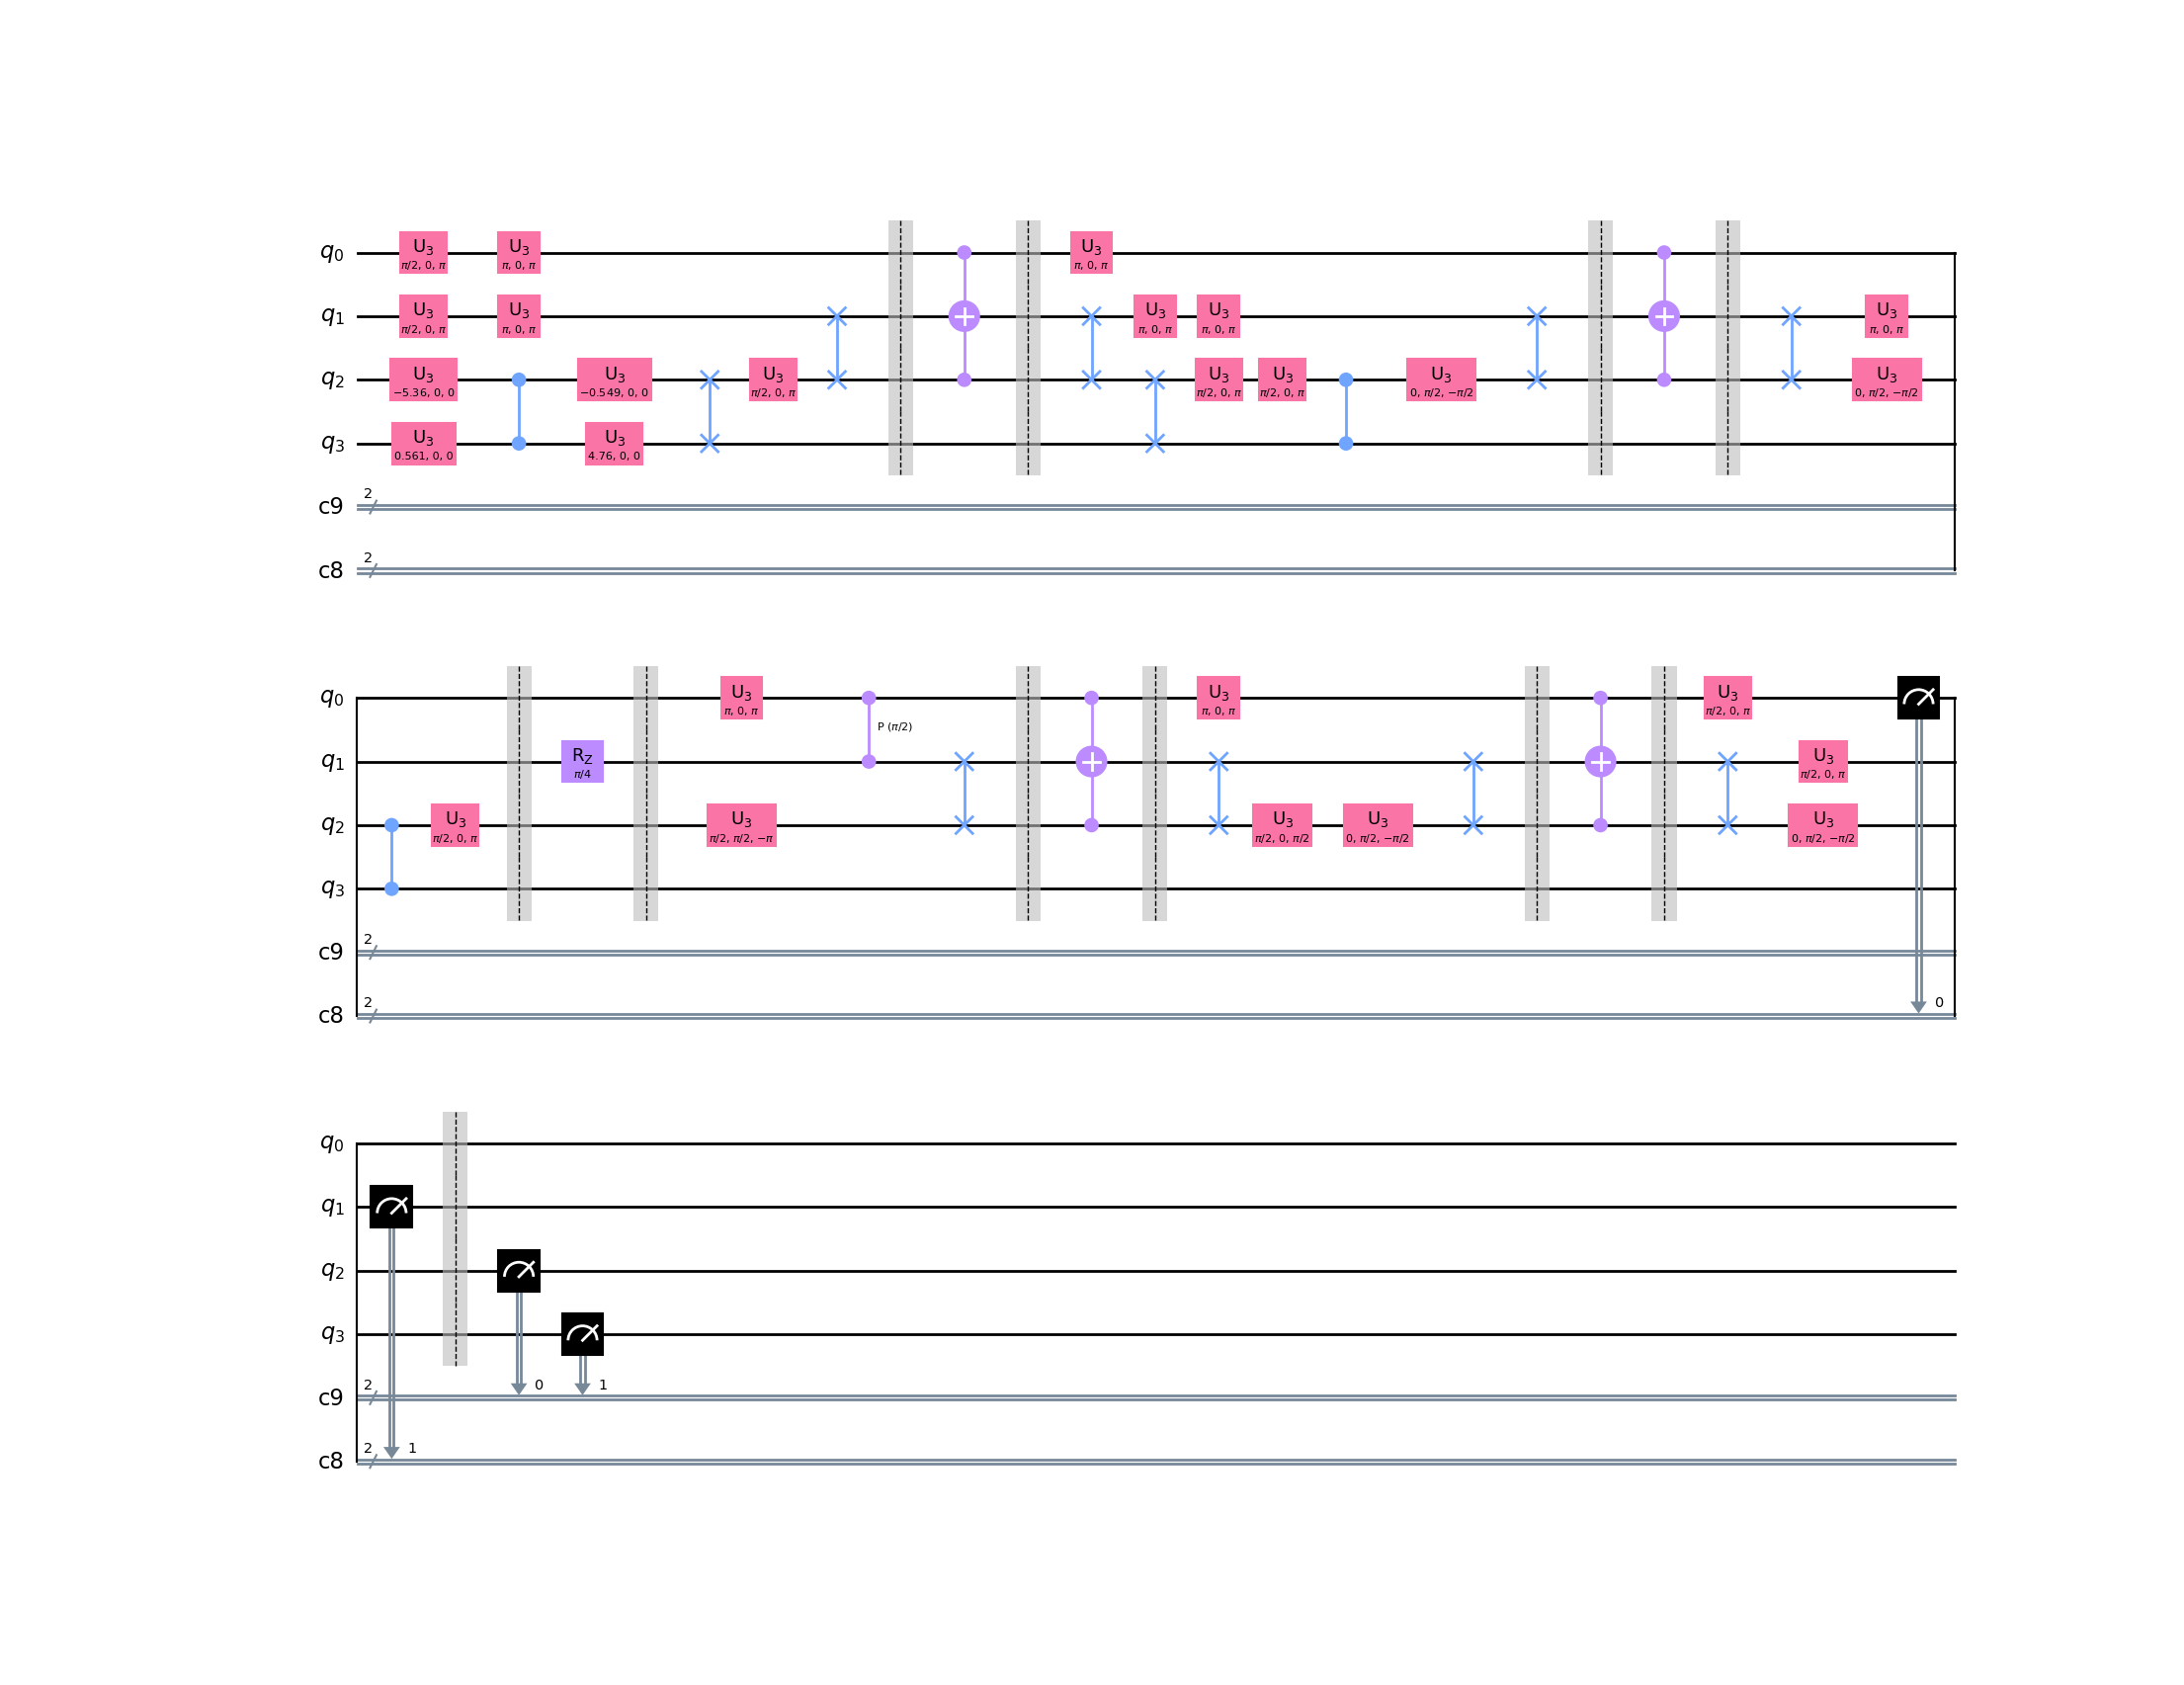 q0 U3 π/2, 0, π U3 π, 0, π U3 π, 0, π
q1 U3 π/2, 0, π U3 π, 0, π U3 π, 0, π U3 π, 0, π U3 π, 0, π
q2 U3 −5.36, 0, 0 U3 −0.549, 0, 0 U3 π/2, 0, π U3 π/2, 0, π U3 π/2, 0, π U3 0, π/2, −π/2 U3 0, π/2, −π/2
q3 U3 0.561, 0, 0 U3 4.76, 0, 0
c9 2
c8 2
q0 U3 π, 0, π U3 π, 0, π U3 π/2, 0, π
P (π/2)
q1 RZ π/4 U3 π/2, 0, π
q2 U3 π/2, 0, π U3 π/2, π/2, −π U3 π/2, 0, π/2 U3 0, π/2, −π/2 U3 0, π/2, −π/2
q3
c9 2
c8 2 0
q0
q1
q2
q3
c9 2 0 1
c8 2 1